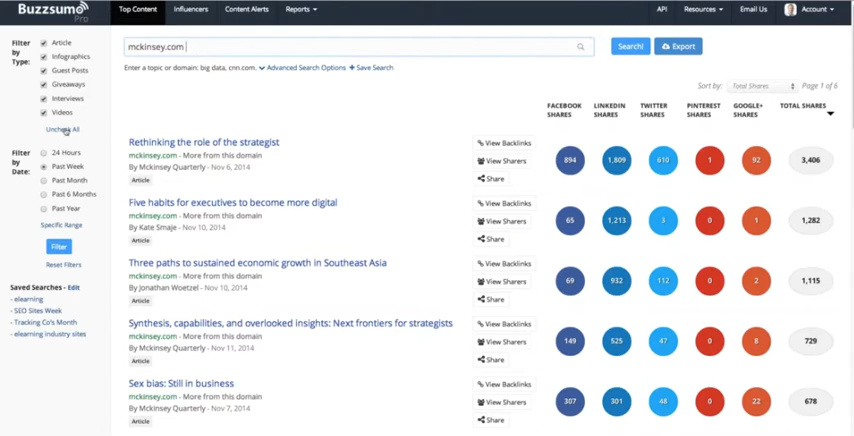 Buzzsumo Pro
Top Content Influencers Content Alerts Reports API Resources Email Us Account
Filter by Type:
Article
Infographics
Guest Posts
Giveaways
Interviews
Videos
Uncheck All
Filter by Date:
24 Hours
Past Week
Past Month
Past 6 Months
Past Year
Specific Range
Filter
Reset Filters
Saved Searches - Edit
- elearning
- SEO Sites Week
- Tracking Co's Month
- elearning industry sites
mckinsey.com
Search! Export
Enter a topic or domain: big data, cnn.com, Advanced Search Options + Save Search
Sort by: Total Shares Page 1 of 6
FACEBOOK SHARES LINKEDIN SHARES TWITTER SHARES PINTEREST SHARES GOOGLE+ SHARES TOTAL SHARES
Rethinking the role of the strategist
mckinsey.com - More from this domain
By Mckinsey Quarterly - Nov 6, 2014
Article
View Backlinks
View Sharers
Share
894 1,809 610 1 92 3,406
Five habits for executives to become more digital
mckinsey.com - More from this domain
By Kate Smaje - Nov 10, 2014
Article
View Backlinks
View Sharers
Share
65 1,213 3 0 1 1,282
Three paths to sustained economic growth in Southeast Asia
mckinsey.com - More from this domain
By Jonathan Woetzel - Nov 10, 2014
Article
View Backlinks
View Sharers
Share
69 932 112 0 2 1,115
Synthesis, capabilities, and overlooked insights: Next frontiers for strategists
mckinsey.com - More from this domain
By Mckinsey Quarterly - Nov 11, 2014
Article
View Backlinks
View Sharers
Share
149 525 47 0 8 729
Sex bias: Still in business
mckinsey.com - More from this domain
By Mckinsey Quarterly - Nov 7, 2014
Article
View Backlinks
View Sharers
Share
307 301 48 0 22 678